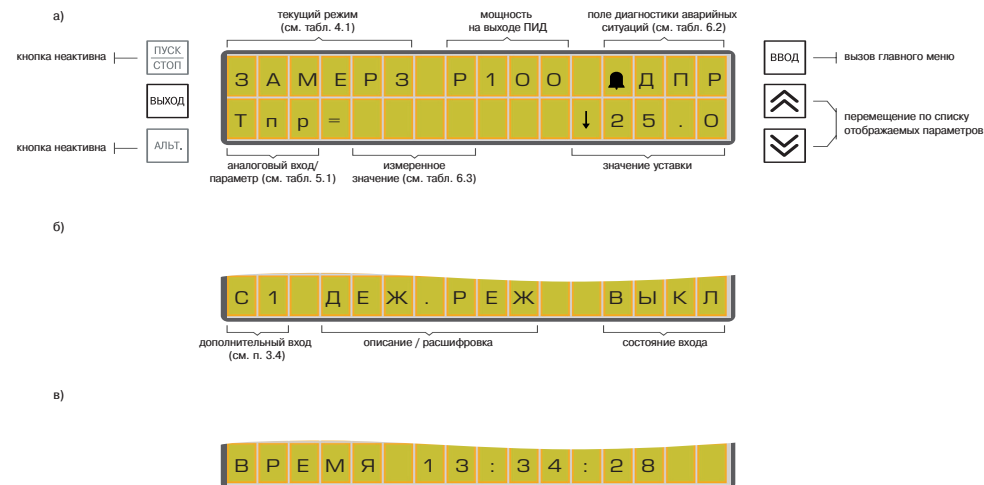 а)
текущий режим
(см. табл. 4.1)
мощность
на выходе ПИД
поле диагностики аварийных
ситуаций (см. табл. 6.2)
кнопка неактивна
ПУСК
СТОП
ВЫХОД
кнопка неактивна
АЛЬТ.
ЗАМЕРЗ Р100 ДПР
Тпр= ↓25.0
ВВОД
вызов главного меню
перемещение по списку
отображаемых параметров
аналоговый вход/
параметр (см. табл. 5.1)
измеренное
значение (см. табл. 6.3)
значение уставки
б)
С1 ДЕЖ.РЕЖ ВЫКЛ
дополнительный вход
(см. п. 3.4)
описание / расшифровка
состояние входа
в)
ВРЕМЯ 13:34:28